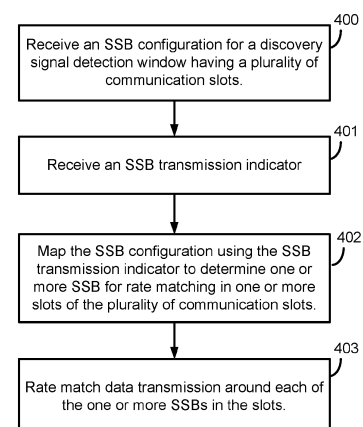 400
Receive an SSB configuration for a discovery
signal detection window having a plurality of
communication slots.
401
Receive an SSB transmission indicator
402
Map the SSB configuration using the SSB
transmission indicator to determine one or
more SSB for rate matching in one or more
slots of the plurality of communication slots.
403
Rate match data transmission around each of
the one or more SSBs in the slots.